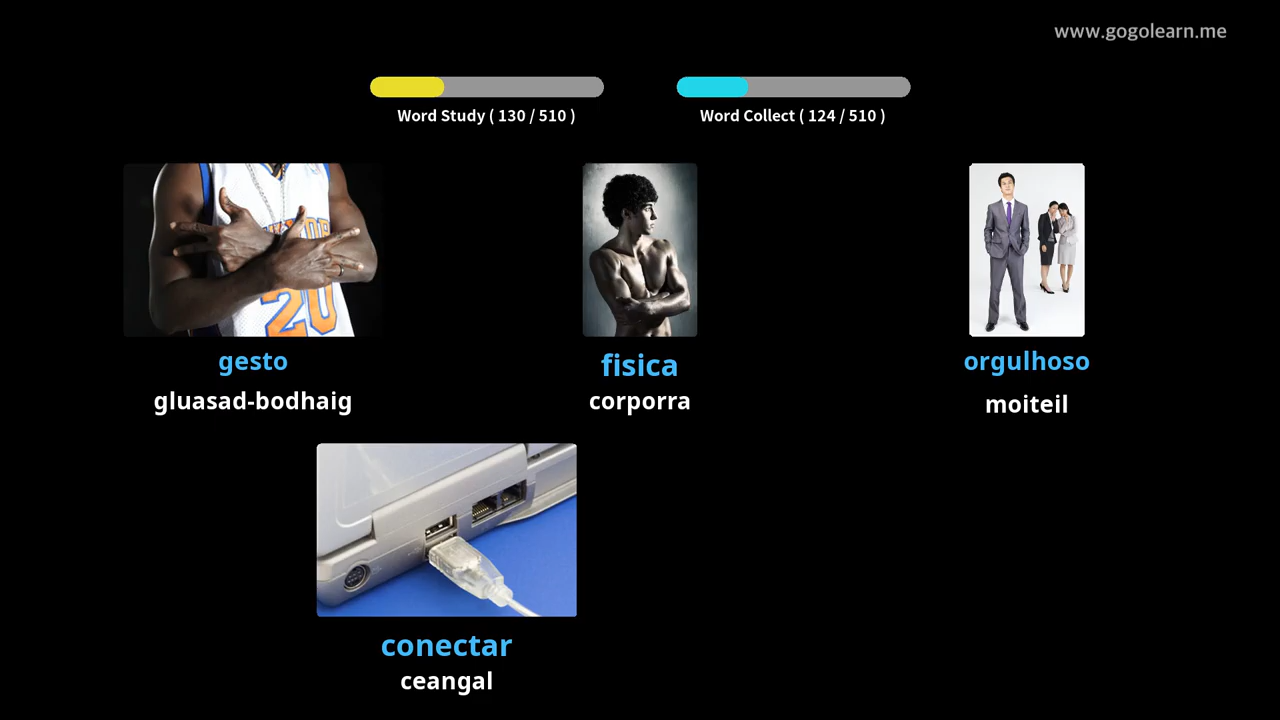 www.gogolearn.me
Word Study ( 130 / 510 )
Word Collect ( 124 / 510 )
20
gesto
fisica
orgulhoso
gluasad-bodhaig
corporra
moiteil
conectar
ceangal